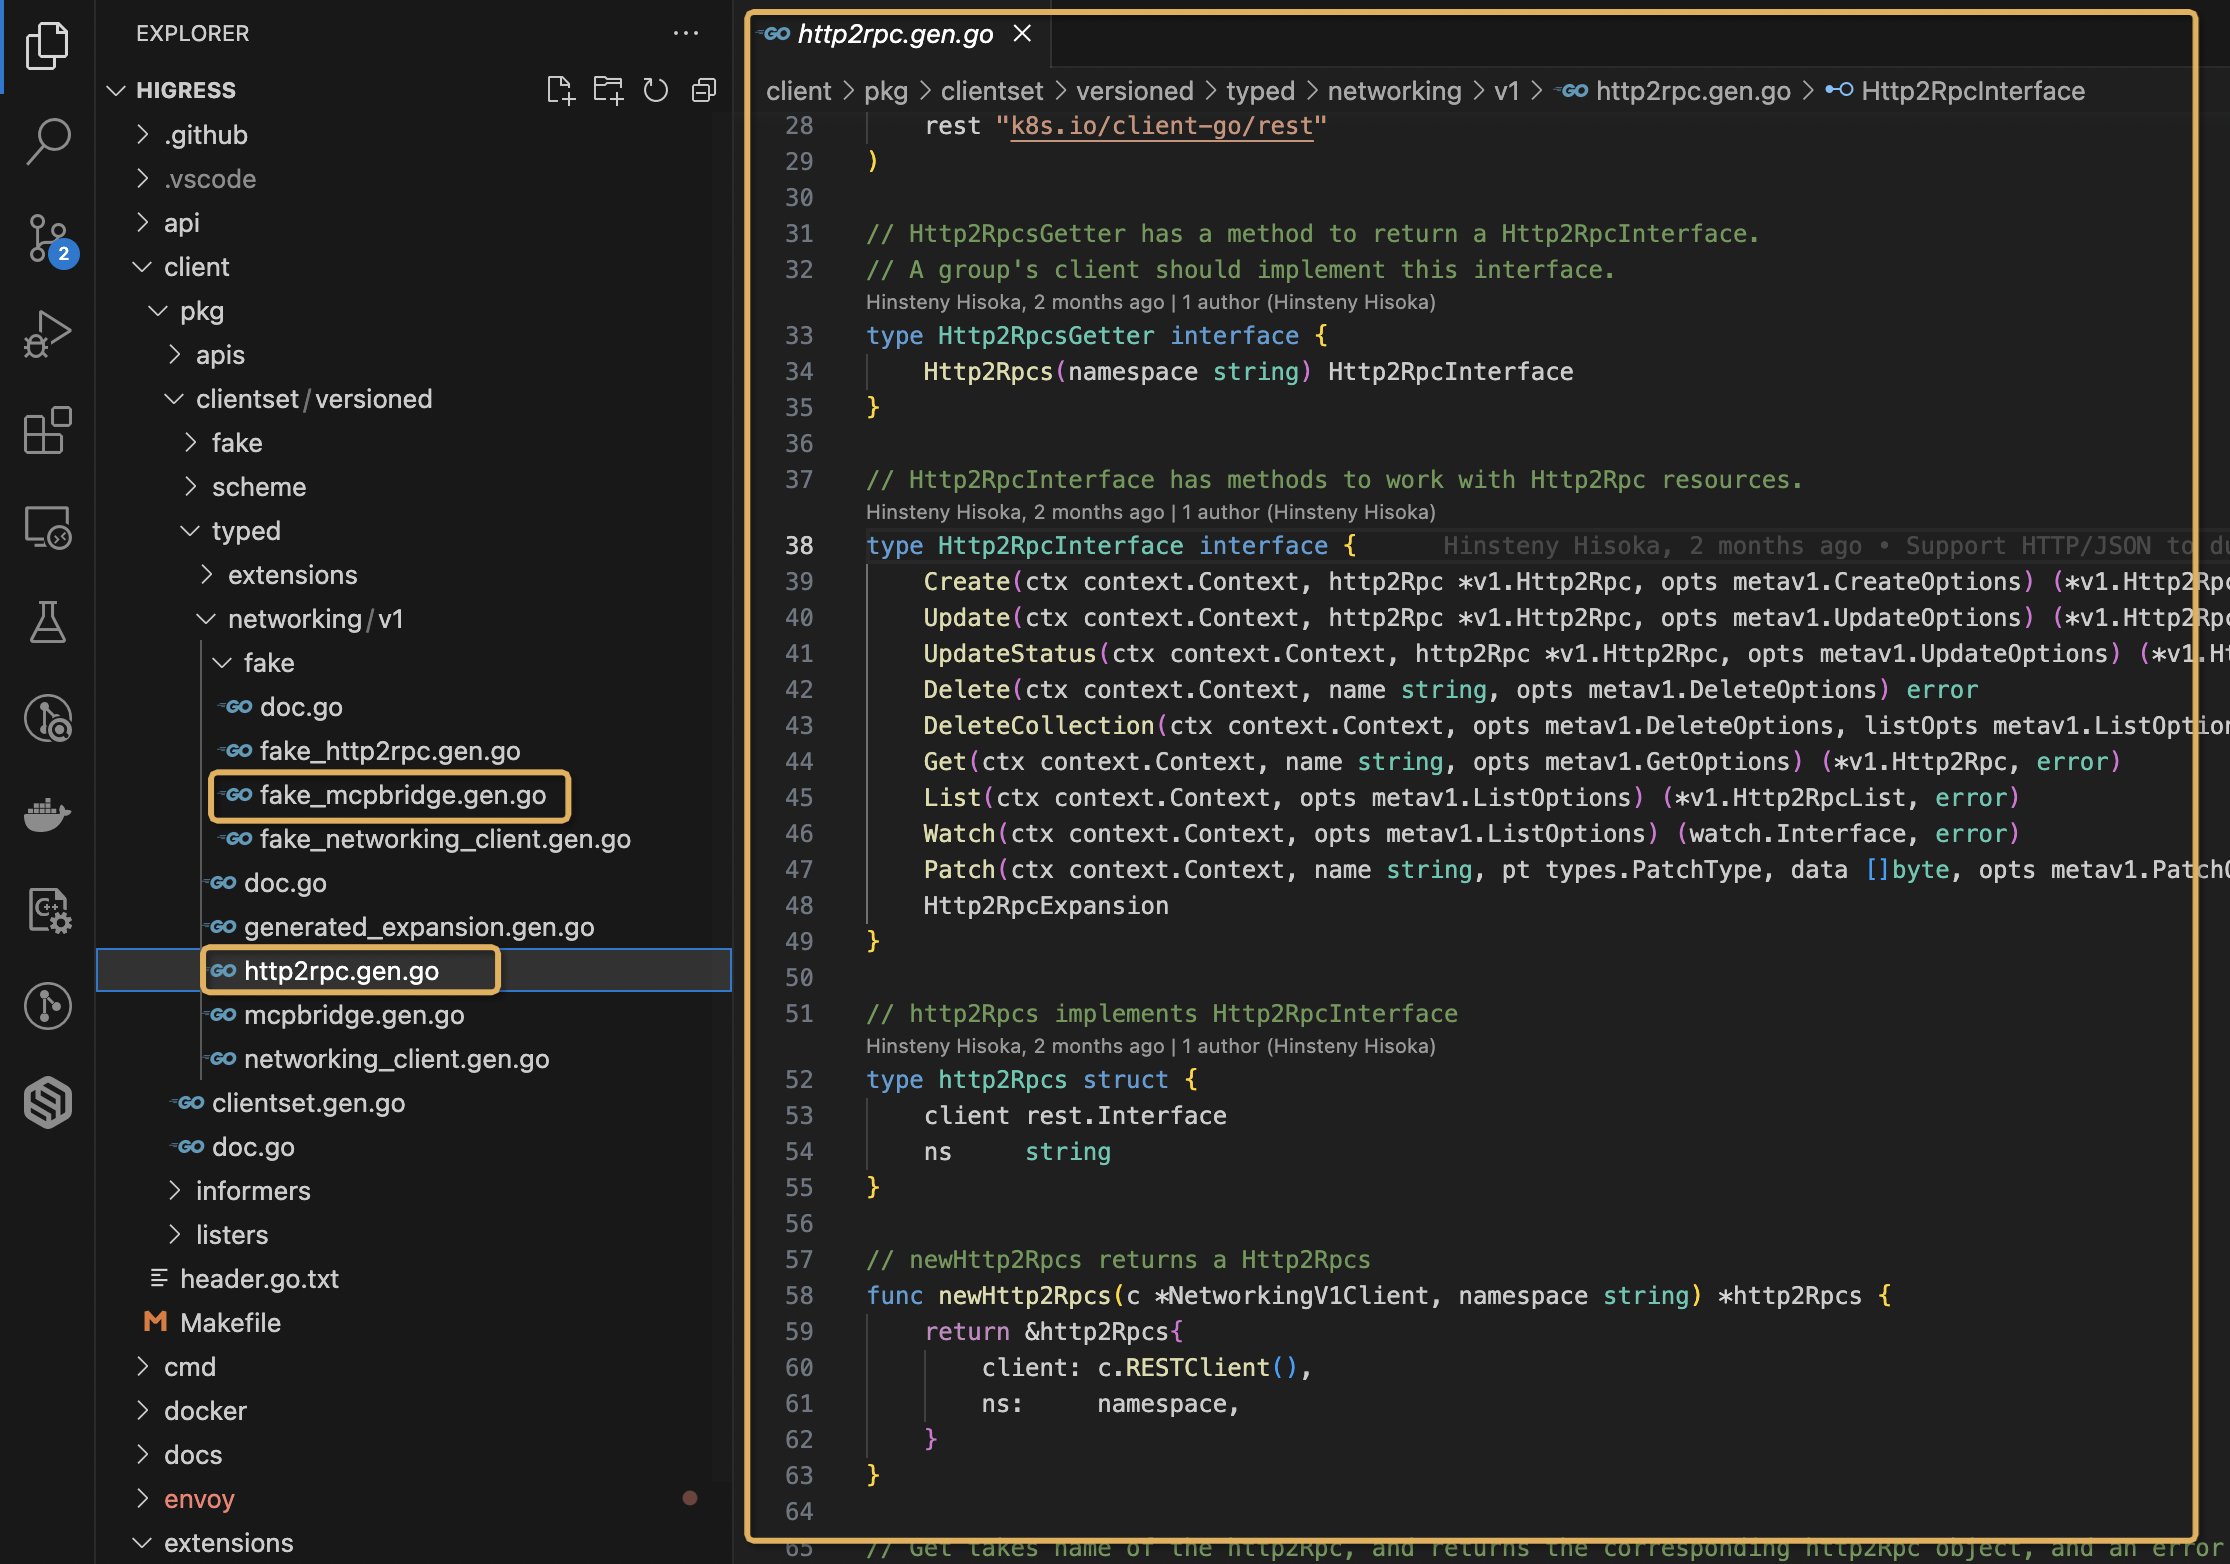 EXPLORER
HIGRESS
.github
.vscode
api
2
client
pkg
apis
clientset/versioned
fake
scheme
typed
extensions
networking/v1
fake
GO doc.go
GO fake_http2rpc.gen.go
GO fake_mcpbridge.gen.go
GO fake_networking_client.gen.go
GO doc.go
GO generated_expansion.gen.go
GO http2rpc.gen.go
GO mcpbridge.gen.go
GO networking_client.gen.go
GO clientset.gen.go
GO doc.go
informers
listers
header.go.txt
M Makefile
cmd
docker
docs
envoy
extensions
GO http2rpc.gen.go
client > pkg > clientset > versioned > typed > networking > v1 > GO http2rpc.gen.go > Http2RpcInterface
28 rest "k8s.io/client-go/rest"
29 )
30
31 // Http2RpcsGetter has a method to return a Http2RpcInterface.
32 // A group's client should implement this interface.
Hinsteny Hisoka, 2 months ago | 1 author (Hinsteny Hisoka)
33 type Http2RpcsGetter interface {
34 Http2Rpcs(namespace string) Http2RpcInterface
35 }
36
37 // Http2RpcInterface has methods to work with Http2Rpc resources.
Hinsteny Hisoka, 2 months ago | 1 author (Hinsteny Hisoka)
38 type Http2RpcInterface interface { Hinsteny Hisoka, 2 months ago • Support HTTP/JSON to du
39 Create(ctx context.Context, http2Rpc *v1.Http2Rpc, opts metav1.CreateOptions) (*v1.Http2Rpc
40 Update(ctx context.Context, http2Rpc *v1.Http2Rpc, opts metav1.UpdateOptions) (*v1.Http2Rpc
41 UpdateStatus(ctx context.Context, http2Rpc *v1.Http2Rpc, opts metav1.UpdateOptions) (*v1.Ht
42 Delete(ctx context.Context, name string, opts metav1.DeleteOptions) error
43 DeleteCollection(ctx context.Context, opts metav1.DeleteOptions, listOpts metav1.ListOption
44 Get(ctx context.Context, name string, opts metav1.GetOptions) (*v1.Http2Rpc, error)
45 List(ctx context.Context, opts metav1.ListOptions) (*v1.Http2RpcList, error)
46 Watch(ctx context.Context, opts metav1.ListOptions) (watch.Interface, error)
47 Patch(ctx context.Context, name string, pt types.PatchType, data []byte, opts metav1.PatchO
48 Http2RpcExpansion
49 }
50
51 // http2Rpcs implements Http2RpcInterface
Hinsteny Hisoka, 2 months ago | 1 author (Hinsteny Hisoka)
52 type http2Rpcs struct {
53 client rest.Interface
54 ns string
55 }
56
57 // newHttp2Rpcs returns a Http2Rpcs
58 func newHttp2Rpcs(c *NetworkingV1Client, namespace string) *http2Rpcs {
59 return &http2Rpcs{
60 client: c.RESTClient(),
61 ns: namespace,
62 }
63 }
64
65 // Get takes name of the http2Rpc, and returns the corresponding http2Rpc object, and an error